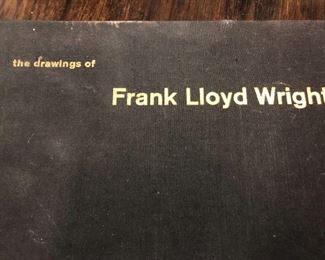 the drawings of
Frank Lloyd Wright